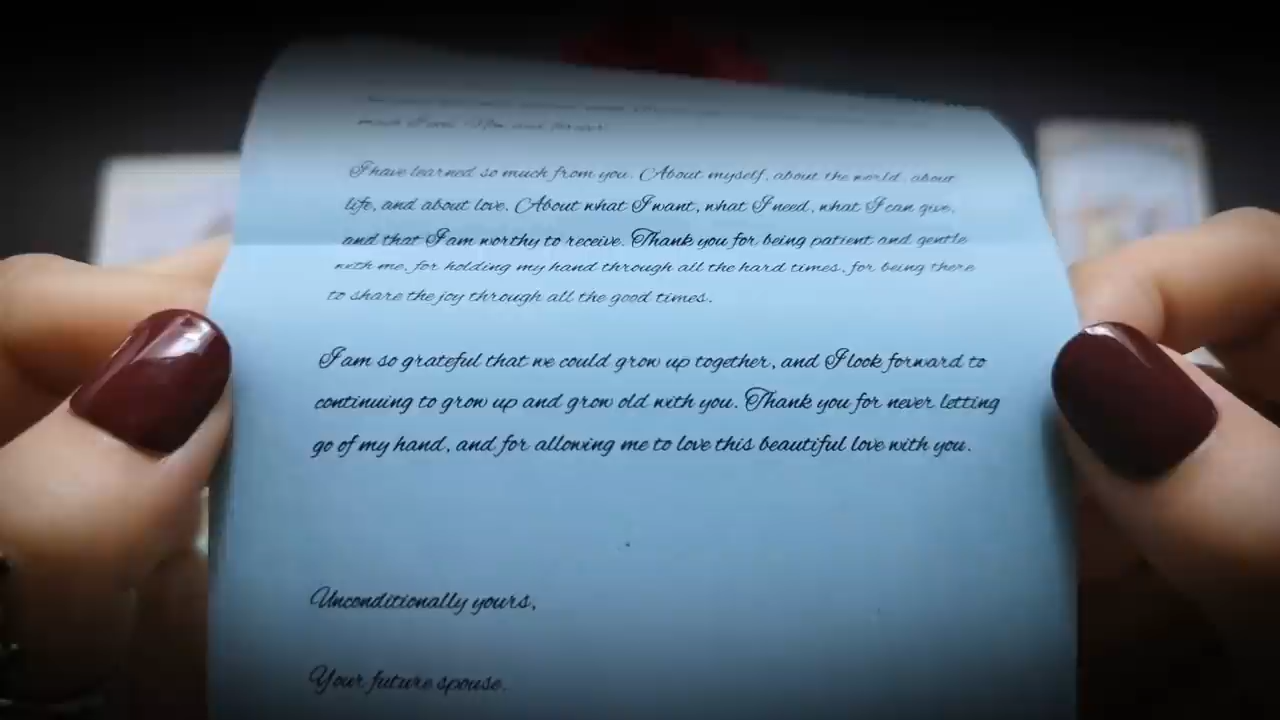 I have learned so much from you. About myself, about the world, about
life, and about love. About what I want, what I need, what I can give,
and that I am worthy to receive. Thank you for being patient and gentle
with me, for holding my hand through all the hard times, for being there
to share the joy through all the good times.
I am so grateful that we could grow up together, and I look forward to
continuing to grow up and grow old with you. Thank you for never letting
go of my hand, and for allowing me to love this beautiful love with you.
Unconditionally yours,
Your future spouse.